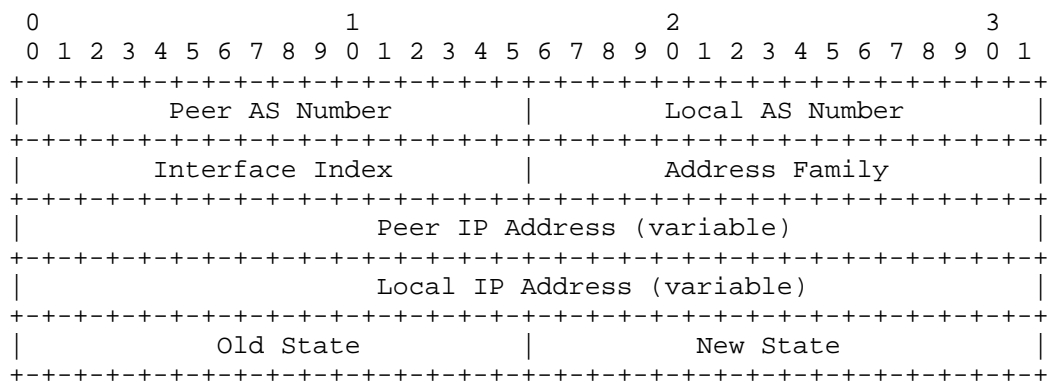 0                   1                   2                   3
 0 1 2 3 4 5 6 7 8 9 0 1 2 3 4 5 6 7 8 9 0 1 2 3 4 5 6 7 8 9 0 1
+-+-+-+-+-+-+-+-+-+-+-+-+-+-+-+-+-+-+-+-+-+-+-+-+-+-+-+-+-+-+-+-+
|         Peer AS Number        |        Local AS Number        |
+-+-+-+-+-+-+-+-+-+-+-+-+-+-+-+-+-+-+-+-+-+-+-+-+-+-+-+-+-+-+-+-+
|        Interface Index        |        Address Family         |
+-+-+-+-+-+-+-+-+-+-+-+-+-+-+-+-+-+-+-+-+-+-+-+-+-+-+-+-+-+-+-+-+
|                      Peer IP Address (variable)               |
+-+-+-+-+-+-+-+-+-+-+-+-+-+-+-+-+-+-+-+-+-+-+-+-+-+-+-+-+-+-+-+-+
|                      Local IP Address (variable)              |
+-+-+-+-+-+-+-+-+-+-+-+-+-+-+-+-+-+-+-+-+-+-+-+-+-+-+-+-+-+-+-+-+
|            Old State          |          New State            |
+-+-+-+-+-+-+-+-+-+-+-+-+-+-+-+-+-+-+-+-+-+-+-+-+-+-+-+-+-+-+-+-+